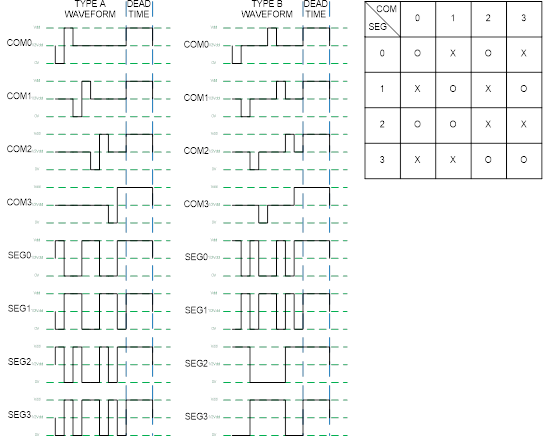 TYPE A WAVEFORM
DEAD TIME
TYPE B WAVEFORM
DEAD TIME
COM0
COM1
COM2
COM3
SEG0
SEG1
SEG2
SEG3
COM0
COM1
COM2
COM3
SEG0
SEG1
SEG2
SEG3
COM 0 1 2 3
SEG
0 O X O X
1 X O X O
2 O O X X
3 X X O O